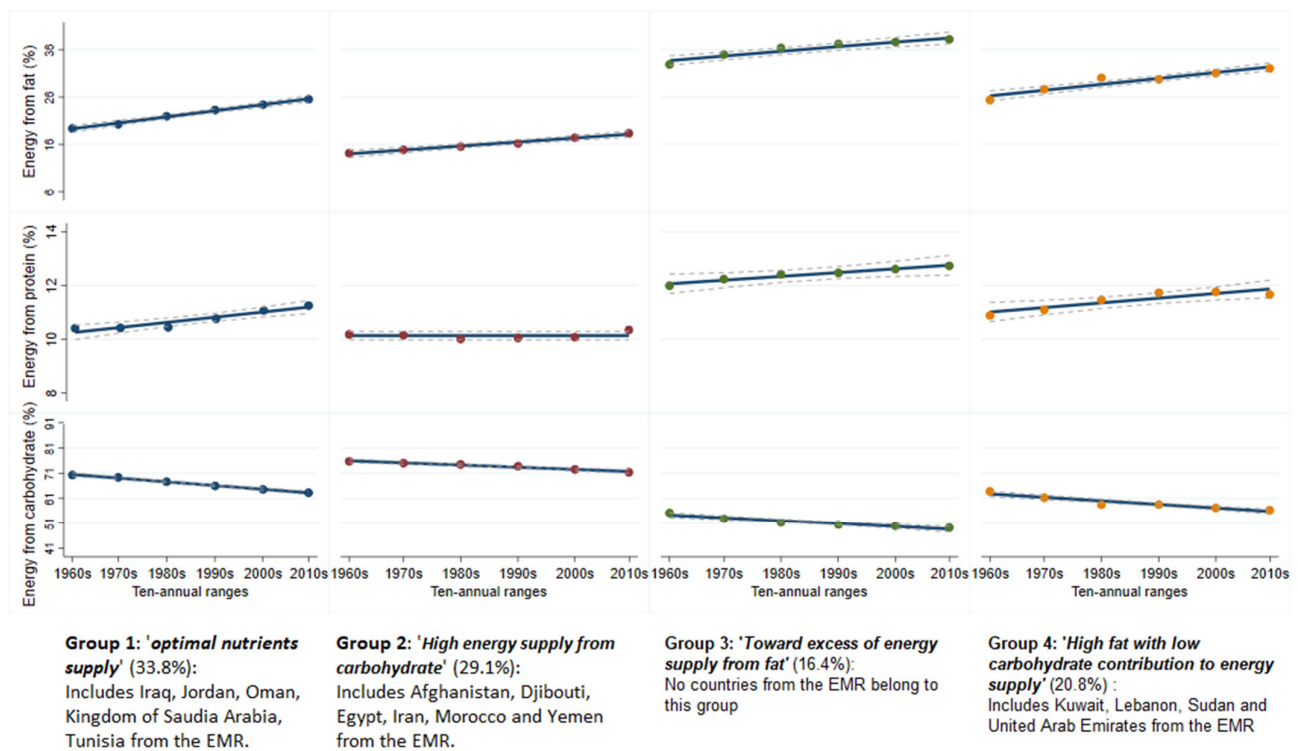 Energy from fat (%)
36
26
16
6
Energy from protein (%)
14
12
10
8
Energy from carbohydrate (%)
91
81
71
61
51
41
1960s 1970s 1980s 1990s 2000s 2010s
Ten-annual ranges
1960s 1970s 1980s 1990s 2000s 2010s
Ten-annual ranges
1960s 1970s 1980s 1990s 2000s 2010s
Ten-annual ranges
1960s 1970s 1980s 1990s 2000s 2010s
Ten-annual ranges
Group 1: 'optimal nutrients
supply' (33.8%):
Includes Iraq, Jordan, Oman,
Kingdom of Saudia Arabia,
Tunisia from the EMR.
Group 2: 'High energy supply from
carbohydrate' (29.1%):
Includes Afghanistan, Djibouti,
Egypt, Iran, Morocco and Yemen
from the EMR.
Group 3: 'Toward excess of energy
supply from fat' (16.4%):
No countries from the EMR belong to
this group
Group 4: 'High fat with low
carbohydrate contribution to energy
supply' (20.8%) :
Includes Kuwait, Lebanon, Sudan and
United Arab Emirates from the EMR